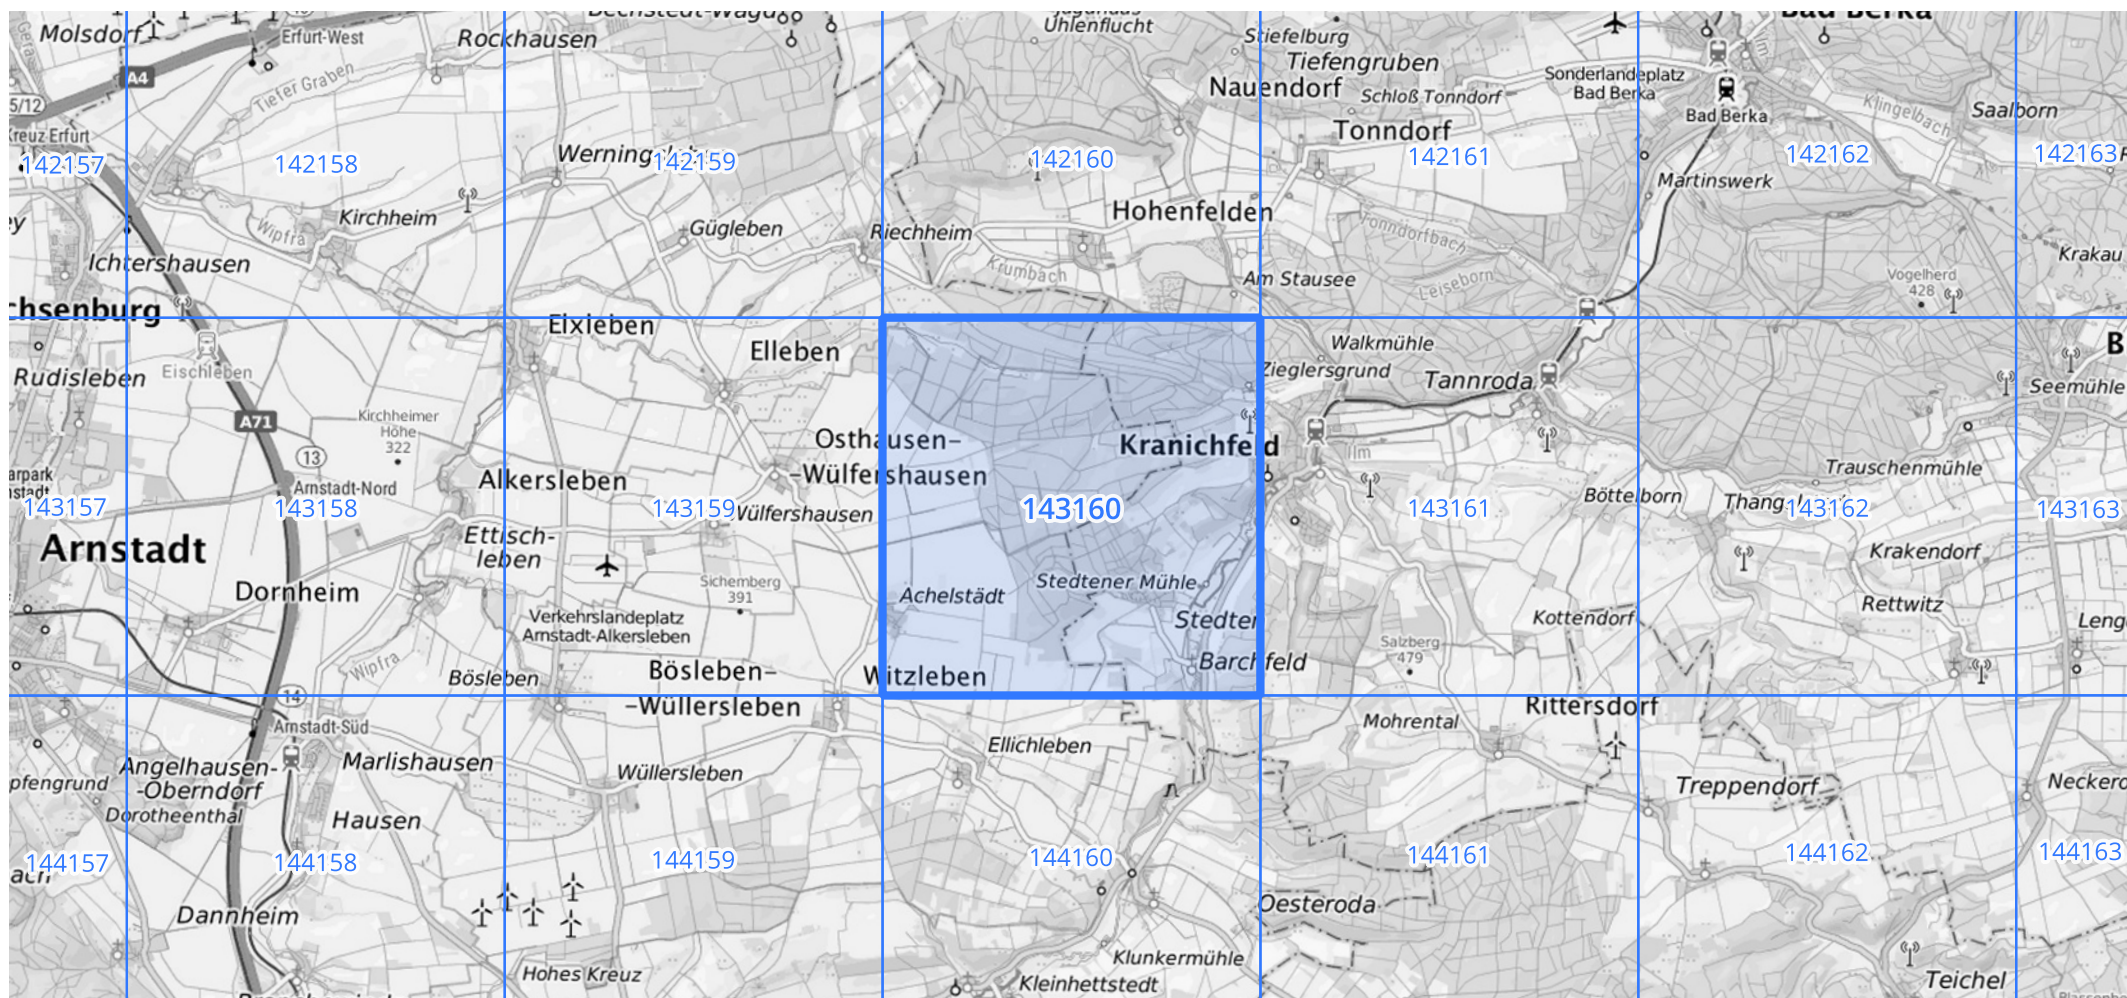 Molsdorf
Erfurt-West
Rockhausen
Uhlenflucht
Stiefelburg
Tiefengruben
Nauendorf
Schloß Tonndorf
Sonderlandeplatz
Bad Berka
Bad Berka
Bad Berka
Klingelbach
Saalborn
A4
5/12
Kreuz Erfurt
Tiefer Graben
Tonndorf
142157
142158
142159
142160
142161
142162
142163
Martinswerk
Kirchheim
Wipfra
Gügleben
Riechheim
Hohenfelden
Tonndorfbach
Krakau
Ichtershausen
Krumbach
Am Stausee
Leiseborn
Vogelherd
428
chsenburg
Elxleben
Elleben
Walkmühle
Zieglersgrund
Tannroda
Seemühle
Eischleben
Rudisleben
A71
Kirchheimer
Höhe
322
13
Arnstadt-Nord
Osthausen-
-Wülfershausen
Kranichfeld
Ilm
Alkersleben
Trauschenmühle
Böttelborn
143157
143158
143159
143160
143161
143162
143163
Wülfershausen
Arnstadt
Ettisch-
leben
Krakendorf
Dornheim
Sichemberg
391
Achelstädt
Stedtener Mühle
Rettwitz
Verkehrslandeplatz
Arnstadt-Alkersleben
Stedten
Kottendorf
Salzberg
479
Wipfra
Bösleben
Bösleben-
-Wüllersleben
Witzleben
Barchfeld
14
Arnstadt-Süd
Rittersdorf
Mohrental
Ellichleben
Angelhausen-
-Oberndorf
Marlishausen
Wüllersleben
Treppendorf
pfengrund
Dorotheenthal
Hausen
144157
144158
144159
144160
144161
144162
144163
Dannheim
Oesteroda
Hohes Kreuz
Klunkermühle
Kleinhettstedt
Teichel